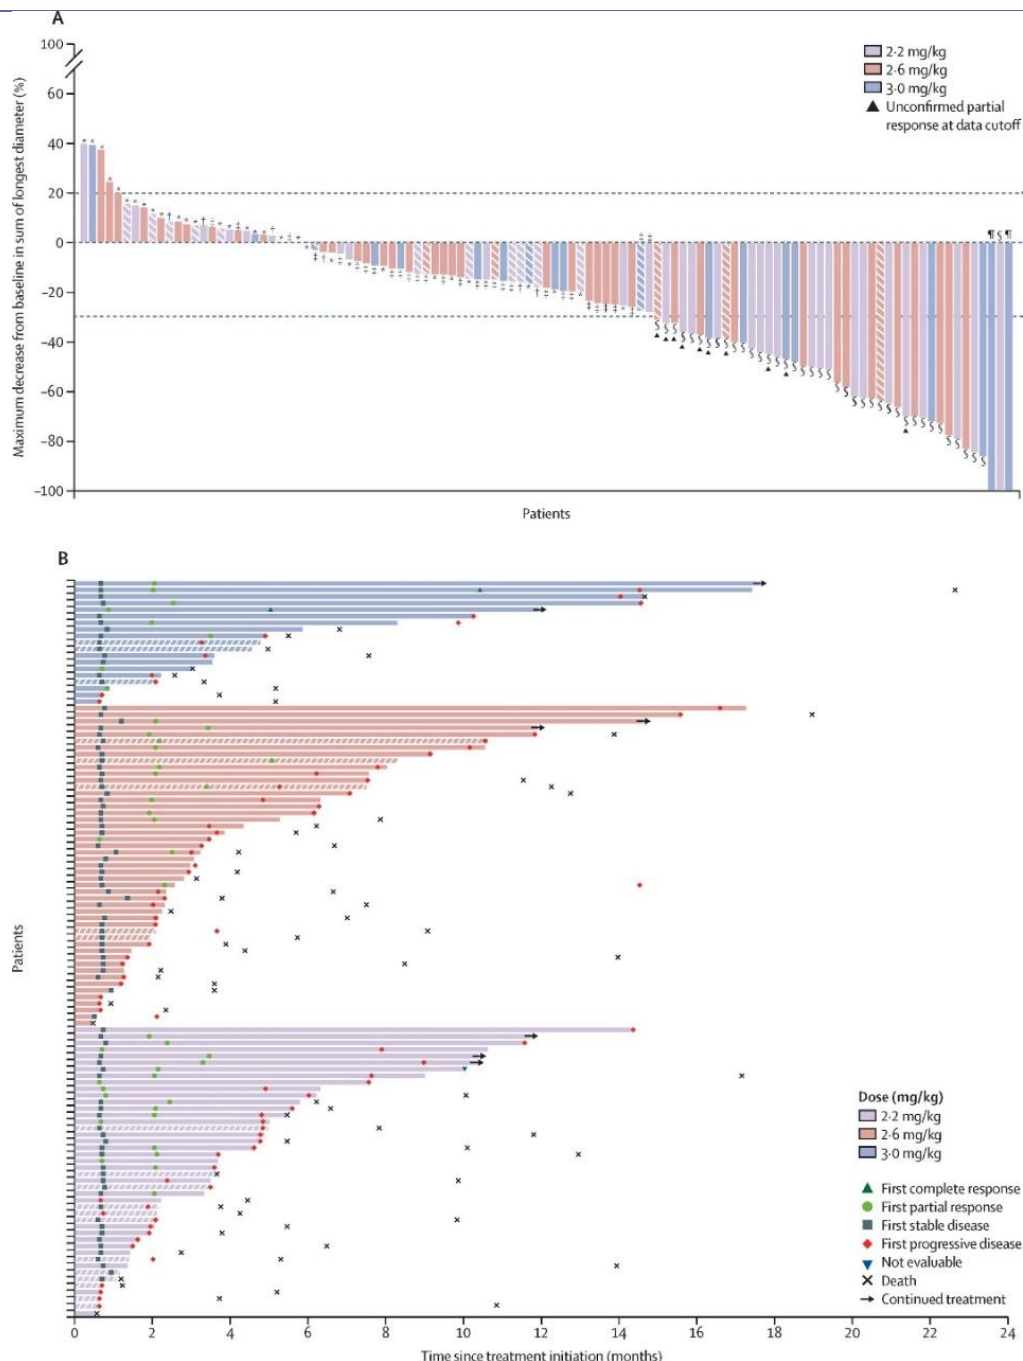 A
100
60
40
20
0
−20
−40
−60
−80
−100
Maximum decrease from baseline in sum of longest diameter (%)
2·2 mg/kg
2·6 mg/kg
3·0 mg/kg
Unconfirmed partial
response at data cutoff
¶ § ¶
Patients
B
Patients
Dose (mg/kg)
2·2 mg/kg
2·6 mg/kg
3·0 mg/kg
First complete response
First partial response
First stable disease
First progressive disease
Not evaluable
Death
Continued treatment
0 2 4 6 8 10 12 14 16 18 20 22 24
Time since treatment initiation (months)